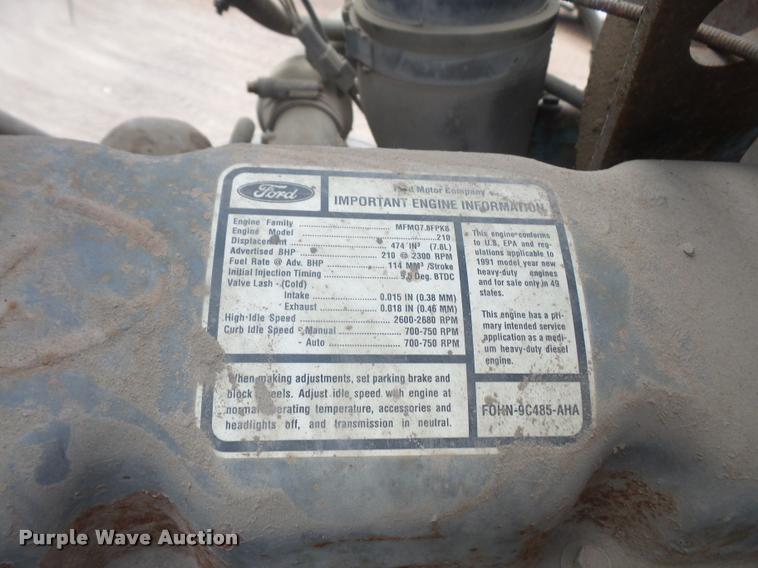 Ford
Ford Motor Company
IMPORTANT ENGINE INFORMATION
Engine Family MFM07.8FPK8
Engine Model 210
Displacement 474 IN³ (7.8L)
Advertised BHP 210 @ 2300 RPM
Fuel Rate @ Adv. BHP 114 MM³ /Stroke
Initial Injection Timing 9.5 Deg. BTDC
Valve Lash - (Cold)
Intake 0.015 IN (0.38 MM)
Exhaust 0.018 IN (0.46 MM)
High-Idle Speed 2600-2680 RPM
Curb Idle Speed - Manual 700-750 RPM
- Auto 700-750 RPM
This engine conforms
to U.S. EPA and reg-
ulations applicable to
1991 model year new
heavy-duty engines
and for sale only in 49
states.
This engine has a pri-
mary intended service
application as a medi-
um heavy-duty diesel
engine.
When making adjustments, set parking brake and
block wheels. Adjust idle speed with engine at
normal operating temperature, accessories and
headlights off, and transmission in neutral.
FOHN-9C485-AHA
Purple Wave Auction